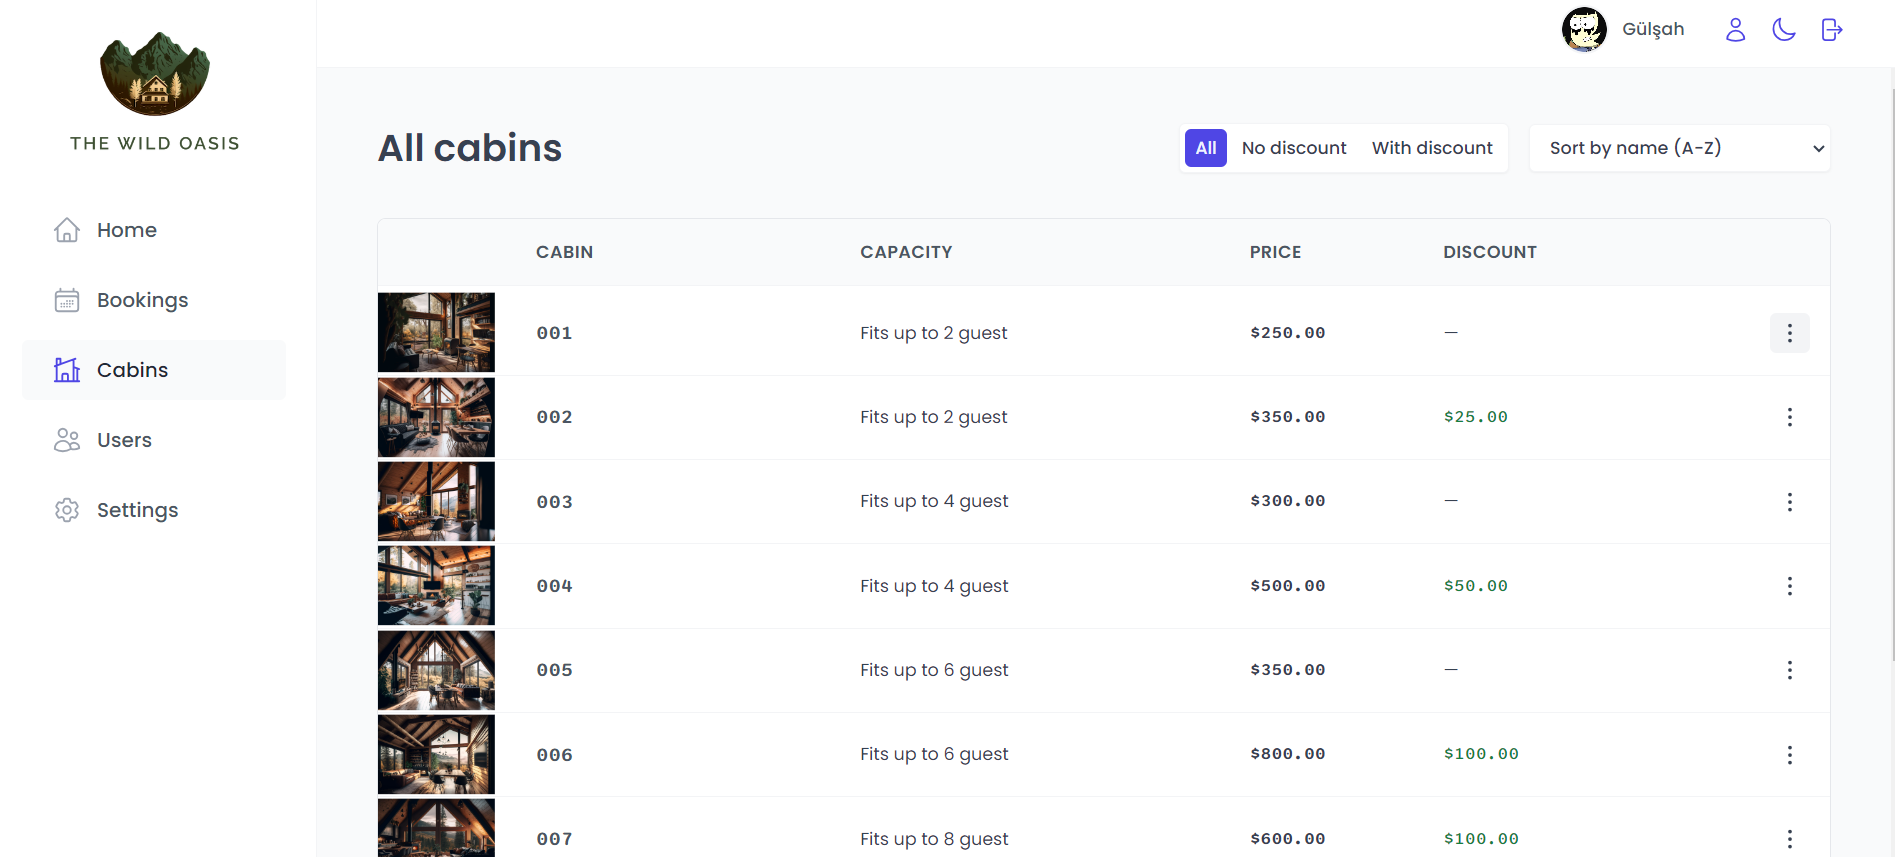 THE WILD OASIS
Home
Bookings
Cabins
Users
Settings
Gülşah
All cabins
All No discount With discount Sort by name (A-Z)
CABIN CAPACITY PRICE DISCOUNT
001 Fits up to 2 guest $250.00 —
002 Fits up to 2 guest $350.00 $25.00
003 Fits up to 4 guest $300.00 —
004 Fits up to 4 guest $500.00 $50.00
005 Fits up to 6 guest $350.00 —
006 Fits up to 6 guest $800.00 $100.00
007 Fits up to 8 guest $600.00 $100.00